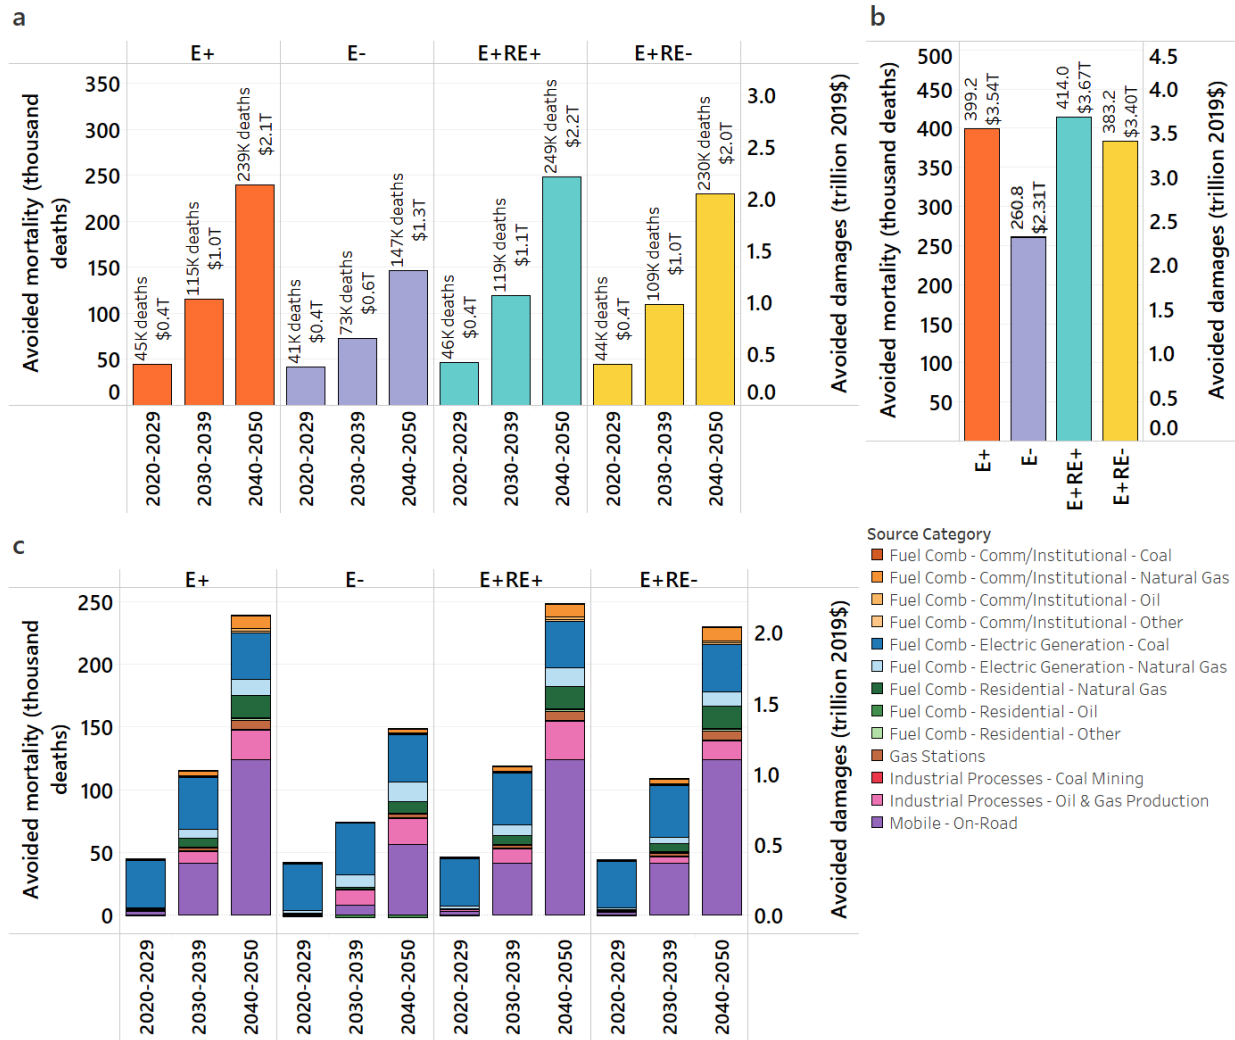 a
E+
E-
E+RE+
E+RE-
Avoided mortality (thousand
deaths)
350
300
250
200
150
100
50
0
45K deaths
$0.4T
115K deaths
$1.0T
239K deaths
$2.1T
41K deaths
$0.4T
73K deaths
$0.6T
147K deaths
$1.3T
46K deaths
$0.4T
119K deaths
$1.1T
249K deaths
$2.2T
44K deaths
$0.4T
109K deaths
$1.0T
230K deaths
$2.0T
3.0
2.5
2.0
1.5
1.0
0.5
0.0
Avoided damages (trillion 2019$)
2020-2029
2030-2039
2040-2050
2020-2029
2030-2039
2040-2050
2020-2029
2030-2039
2040-2050
2020-2029
2030-2039
2040-2050
b
Avoided mortality (thousand deaths)
500
450
400
350
300
250
200
150
100
50
399.2
$3.54T
260.8
$2.31T
414.0
$3.67T
383.2
$3.40T
4.5
4.0
3.5
3.0
2.5
2.0
1.5
1.0
0.5
0.0
Avoided damages (trillion 2019$)
E+
E-
E+RE+
E+RE-
c
E+
E-
E+RE+
E+RE-
Avoided mortality (thousand
deaths)
250
200
150
100
50
0
2.0
1.5
1.0
0.5
0.0
Avoided damages (trillion 2019$)
2020-2029
2030-2039
2040-2050
2020-2029
2030-2039
2040-2050
2020-2029
2030-2039
2040-2050
2020-2029
2030-2039
2040-2050
Source Category
Fuel Comb - Comm/Institutional - Coal
Fuel Comb - Comm/Institutional - Natural Gas
Fuel Comb - Comm/Institutional - Oil
Fuel Comb - Comm/Institutional - Other
Fuel Comb - Electric Generation - Coal
Fuel Comb - Electric Generation - Natural Gas
Fuel Comb - Residential - Natural Gas
Fuel Comb - Residential - Oil
Fuel Comb - Residential - Other
Gas Stations
Industrial Processes - Coal Mining
Industrial Processes - Oil & Gas Production
Mobile - On-Road